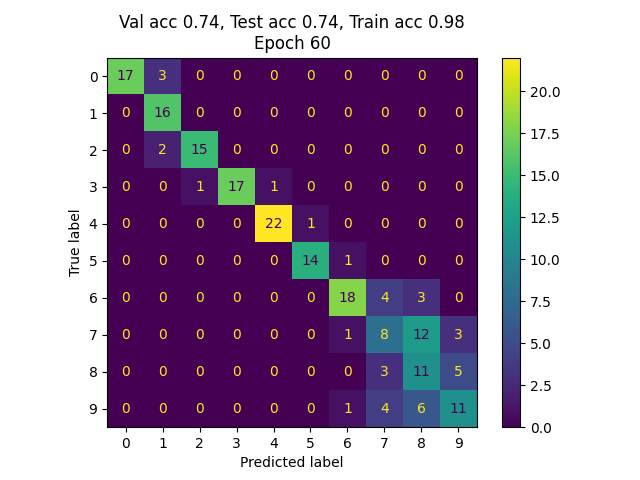 Val acc 0.74, Test acc 0.74, Train acc 0.98
Epoch 60
0 17 3 0 0 0 0 0 0 0 0
1 0 16 0 0 0 0 0 0 0 0
2 0 2 15 0 0 0 0 0 0 0
3 0 0 1 17 1 0 0 0 0 0
4 0 0 0 0 22 1 0 0 0 0
5 0 0 0 0 0 14 1 0 0 0
6 0 0 0 0 0 0 18 4 3 0
7 0 0 0 0 0 0 1 8 12 3
8 0 0 0 0 0 0 0 3 11 5
9 0 0 0 0 0 0 1 4 6 11
0 1 2 3 4 5 6 7 8 9
Predicted label
True label
20.0
17.5
15.0
12.5
10.0
7.5
5.0
2.5
0.0